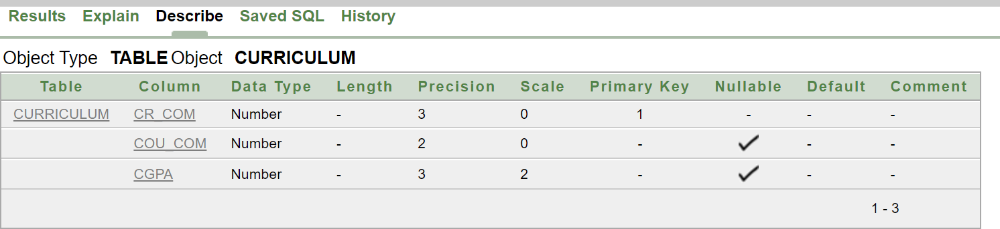 Results Explain Describe Saved SQL History
Object Type TABLE Object CURRICULUM
Table Column Data Type Length Precision Scale Primary Key Nullable Default Comment
CURRICULUM CR_COM Number - 3 0 1 - - -
COU_COM Number - 2 0 - ✓ - -
CGPA Number - 3 2 - ✓ - -
1 - 3